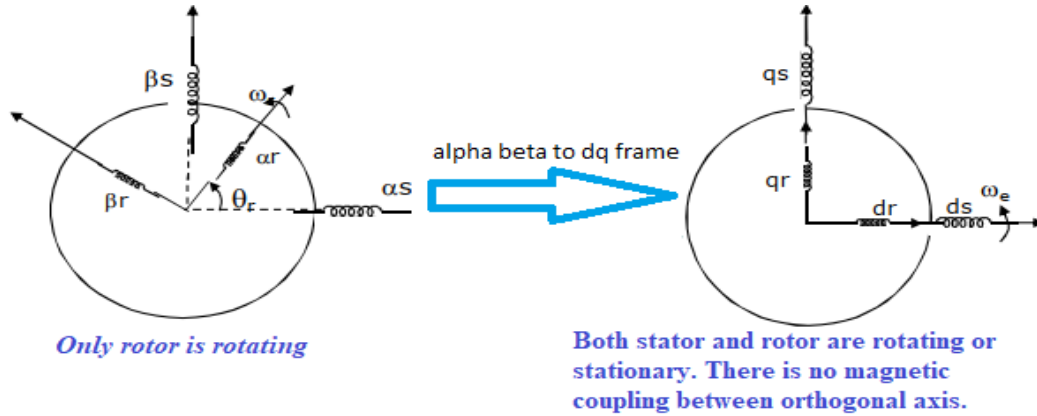 βs
ωr
αr
βr
θr
αs
Only rotor is rotating
alpha beta to dq frame
qs
qr
dr
ds
ωe
Both stator and rotor are rotating or
stationary. There is no magnetic
coupling between orthogonal axis.